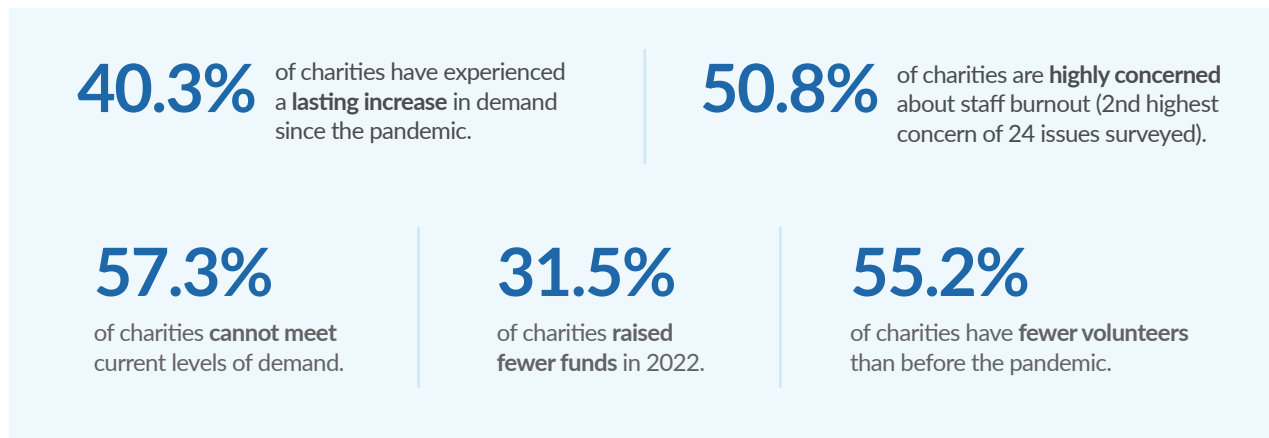 40.3%
of charities have experienced
a lasting increase in demand
since the pandemic.
50.8%
of charities are highly concerned
about staff burnout (2nd highest
concern of 24 issues surveyed).
57.3%
of charities cannot meet
current levels of demand.
31.5%
of charities raised
fewer funds in 2022.
55.2%
of charities have fewer volunteers
than before the pandemic.